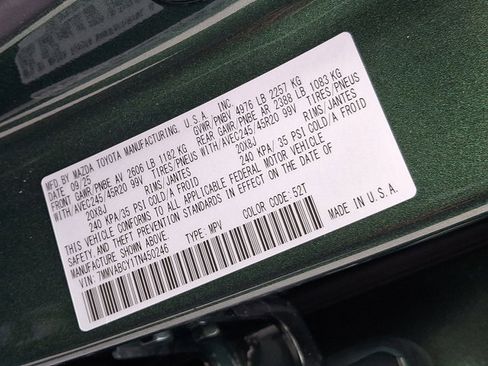 MFD BY MAZDA TOYOTA MANUFACTURING, U.S.A. INC.
DATE 09/25 GVWR/PNBV 4976 LB 2257 KG
FRONT GAWR/PNBE AV 2606 LB 1182 KG REAR GAWR/PNBE AR 2388 LB 1083 KG
WITH/AVEC245/45R20 99V TIRES/PNEUS WITH/AVEC245/45R20 99V TIRES/PNEUS
20X8J RIMS/JANTES 20X8J RIMS/JANTES
240 KPA/35 PSI COLD/A FROID 240 KPA/35 PSI COLD/A FROID
THIS VEHICLE CONFORMS TO ALL APPLICABLE FEDERAL MOTOR VEHICLE
SAFETY, AND THEFT PREVENTION STANDARDS IN EFFECT ON THE DATE OF
MANUFACTURE SHOWN ABOVE.
VIN: 7MMVABCY1TN450246 TYPE: MPV COLOR CODE: 52T
MADE IN U.S.A.